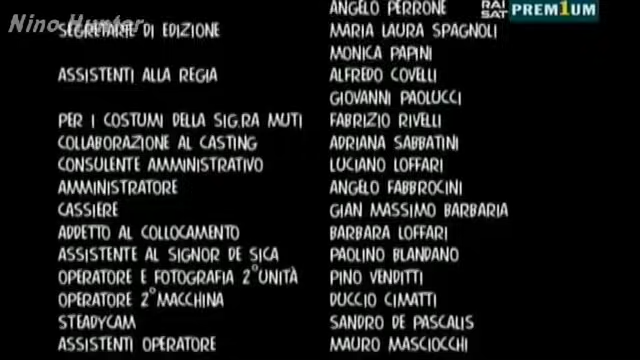 Nino Hunter
RAI SAT PREM1UM
ANGELO PERRONE
SEGRETARIE DI EDIZIONE MARIA LAURA SPAGNOLI
MONICA PAPINI
ASSISTENTI ALLA REGIA ALFREDO COVELLI
GIOVANNI PAOLUCCI
PER I COSTUMI DELLA SIG.RA MUTI FABRIZIO RIVELLI
COLLABORAZIONE AL CASTING ADRIANA SABBATINI
CONSULENTE AMMINISTRATIVO LUCIANO LOFFARI
AMMINISTRATORE ANGELO FABBROCINI
CASSIERE GIAN MASSIMO BARBARIA
ADDETTO AL COLLOCAMENTO BARBARA LOFFARI
ASSISTENTE AL SIGNOR DE SICA PAOLINO BLANDANO
OPERATORE E FOTOGRAFIA 2°UNITÀ PINO VENDITTI
OPERATORE 2°MACCHINA DUCCIO CIMATTI
STEADYCAM SANDRO DE PASCALIS
ASSISTENTI OPERATORE MAURO MASCIOCCHI